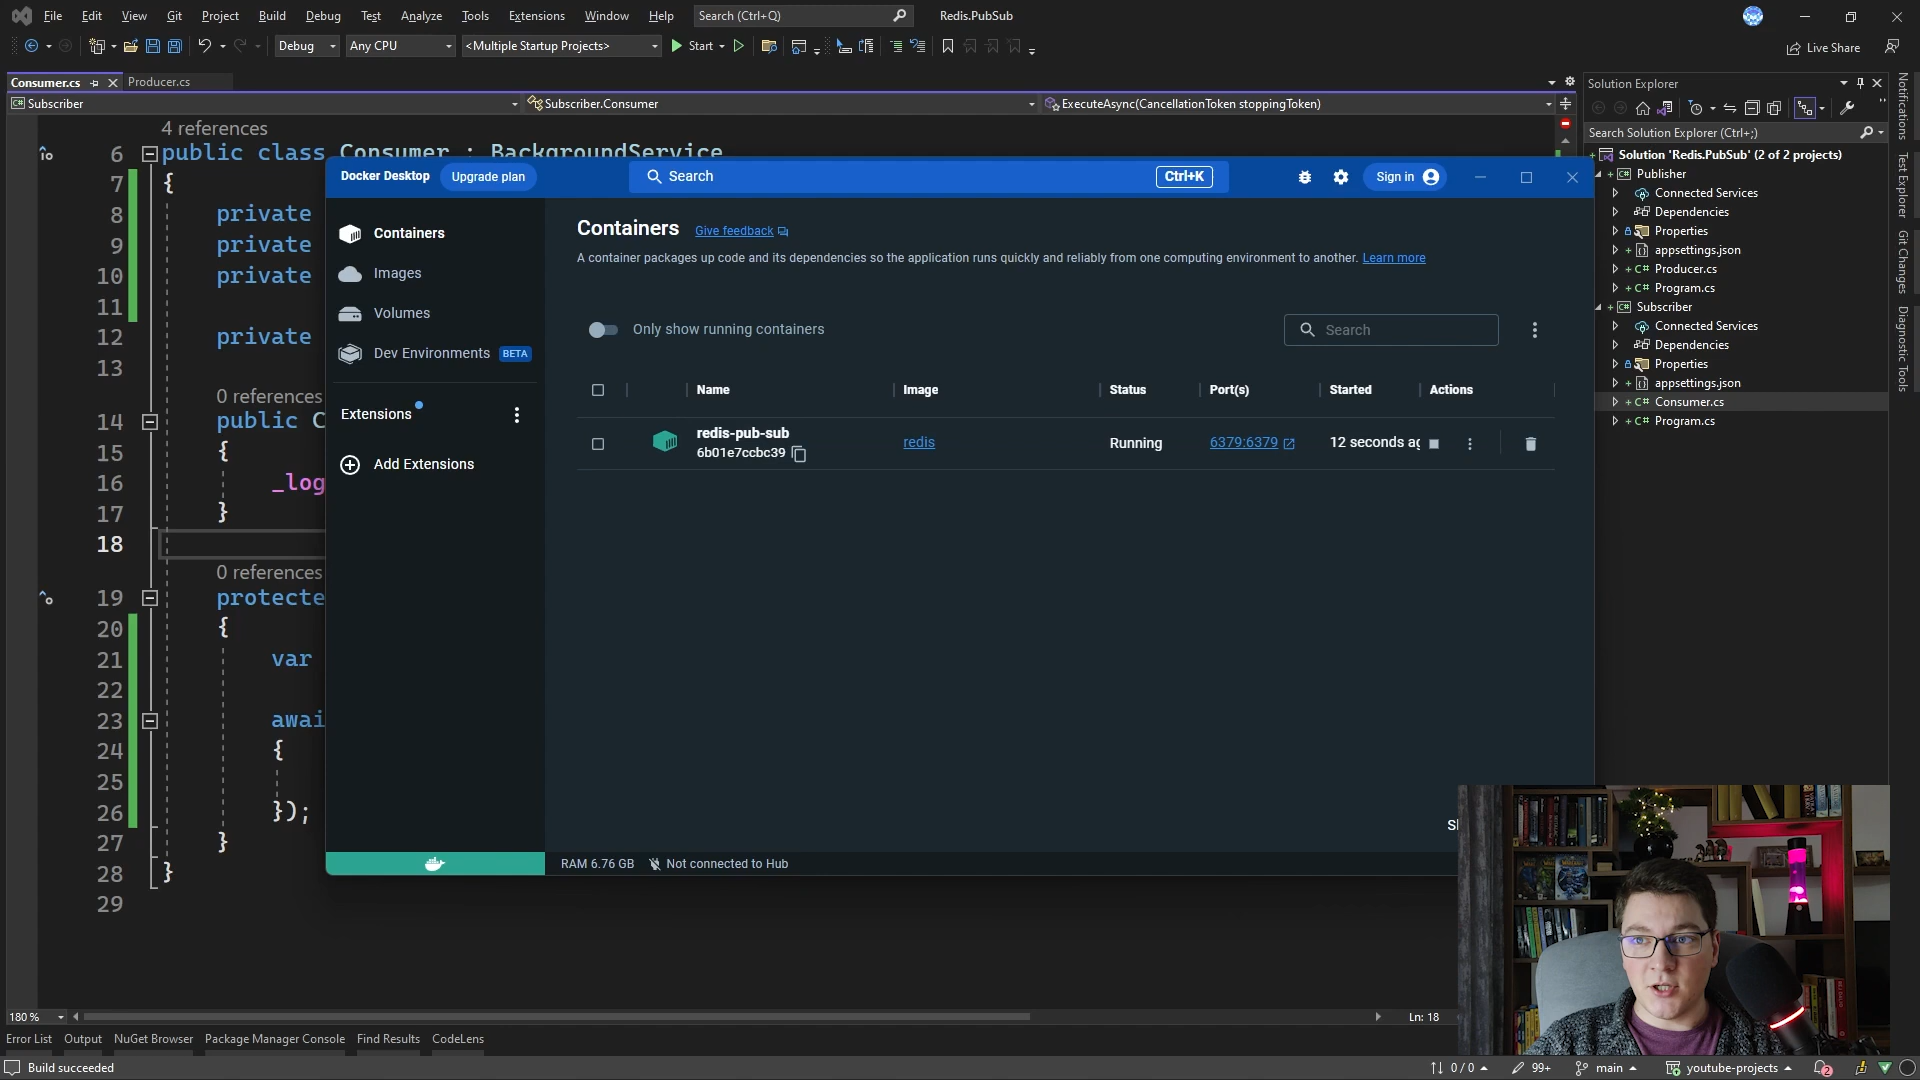 File Edit View Git Project Build Debug Test Analyze Tools Extensions Window Help Search (Ctrl+Q) Redis.PubSub
Debug Any CPU <Multiple Startup Projects> Start Live Share
Consumer.cs Producer.cs
Subscriber Subscriber.Consumer ExecuteAsync(CancellationToken stoppingToken)
4 references
6 public class Consumer : BackgroundService
7 {
8 private
9 private
10 private
11
12 private
13
0 references
14 public C
15 {
16 _log
17 }
18
0 references
19 protecte
20 {
21 var
22
23 awai
24 {
25
26 });
27 }
28 }
29
Docker Desktop Upgrade plan Search Ctrl+K Sign in
Containers
Images
Volumes
Dev Environments BETA
Extensions
Add Extensions
Containers Give feedback
A container packages up code and its dependencies so the application runs quickly and reliably from one computing environment to another. Learn more
Only show running containers Search
Name Image Status Port(s) Started Actions
redis-pub-sub redis Running 6379:6379 12 seconds ag
6b01e7ccbc39
RAM 6.76 GB Not connected to Hub
Solution Explorer
Search Solution Explorer (Ctrl+;)
Solution 'Redis.PubSub' (2 of 2 projects)
Publisher
Connected Services
Dependencies
Properties
appsettings.json
Producer.cs
Program.cs
Subscriber
Connected Services
Dependencies
Properties
appsettings.json
Consumer.cs
Program.cs
Notifications
Test Explorer
Git Changes
Diagnostic Tools
180 % Ln: 18
Error List Output NuGet Browser Package Manager Console Find Results CodeLens
Build succeeded 0 / 0 99+ main youtube-projects 2